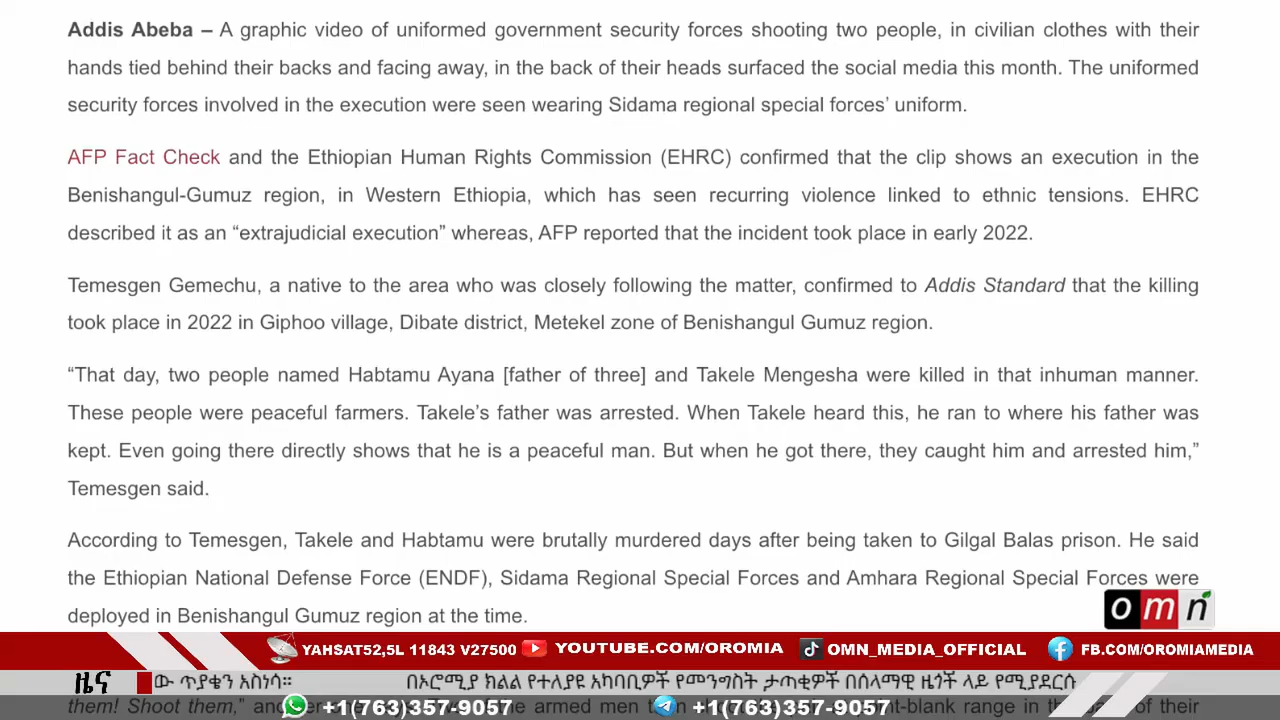 Addis Abeba – A graphic video of uniformed government security forces shooting two people, in civilian clothes with their
hands tied behind their backs and facing away, in the back of their heads surfaced the social media this month. The uniformed
security forces involved in the execution were seen wearing Sidama regional special forces’ uniform.
AFP Fact Check and the Ethiopian Human Rights Commission (EHRC) confirmed that the clip shows an execution in the
Benishangul-Gumuz region, in Western Ethiopia, which has seen recurring violence linked to ethnic tensions. EHRC
described it as an “extrajudicial execution” whereas, AFP reported that the incident took place in early 2022.
Temesgen Gemechu, a native to the area who was closely following the matter, confirmed to Addis Standard that the killing
took place in 2022 in Giphoo village, Dibate district, Metekel zone of Benishangul Gumuz region.
“That day, two people named Habtamu Ayana [father of three] and Takele Mengesha were killed in that inhuman manner.
These people were peaceful farmers. Takele’s father was arrested. When Takele heard this, he ran to where his father was
kept. Even going there directly shows that he is a peaceful man. But when he got there, they caught him and arrested him,”
Temesgen said.
According to Temesgen, Takele and Habtamu were brutally murdered days after being taken to Gilgal Balas prison. He said
the Ethiopian National Defense Force (ENDF), Sidama Regional Special Forces and Amhara Regional Special Forces were
deployed in Benishangul Gumuz region at the time.
omn
YAHSAT52,5L 11843 V27500 YOUTUBE.COM/OROMIA OMN_MEDIA_OFFICIAL FB.COM/OROMIAMEDIA
ዜና ው ጥያቄን አስነሳ። በኦሮሚያ ክልል የተለያዩ አካባቢዎች የመንግስት ታጣቂዎች በሰላማዊ ዜጎች ላይ የሚያደርሱ
them! Shoot them,” the armed men range in of their
+1(763)357-9057 +1(763)357-9057